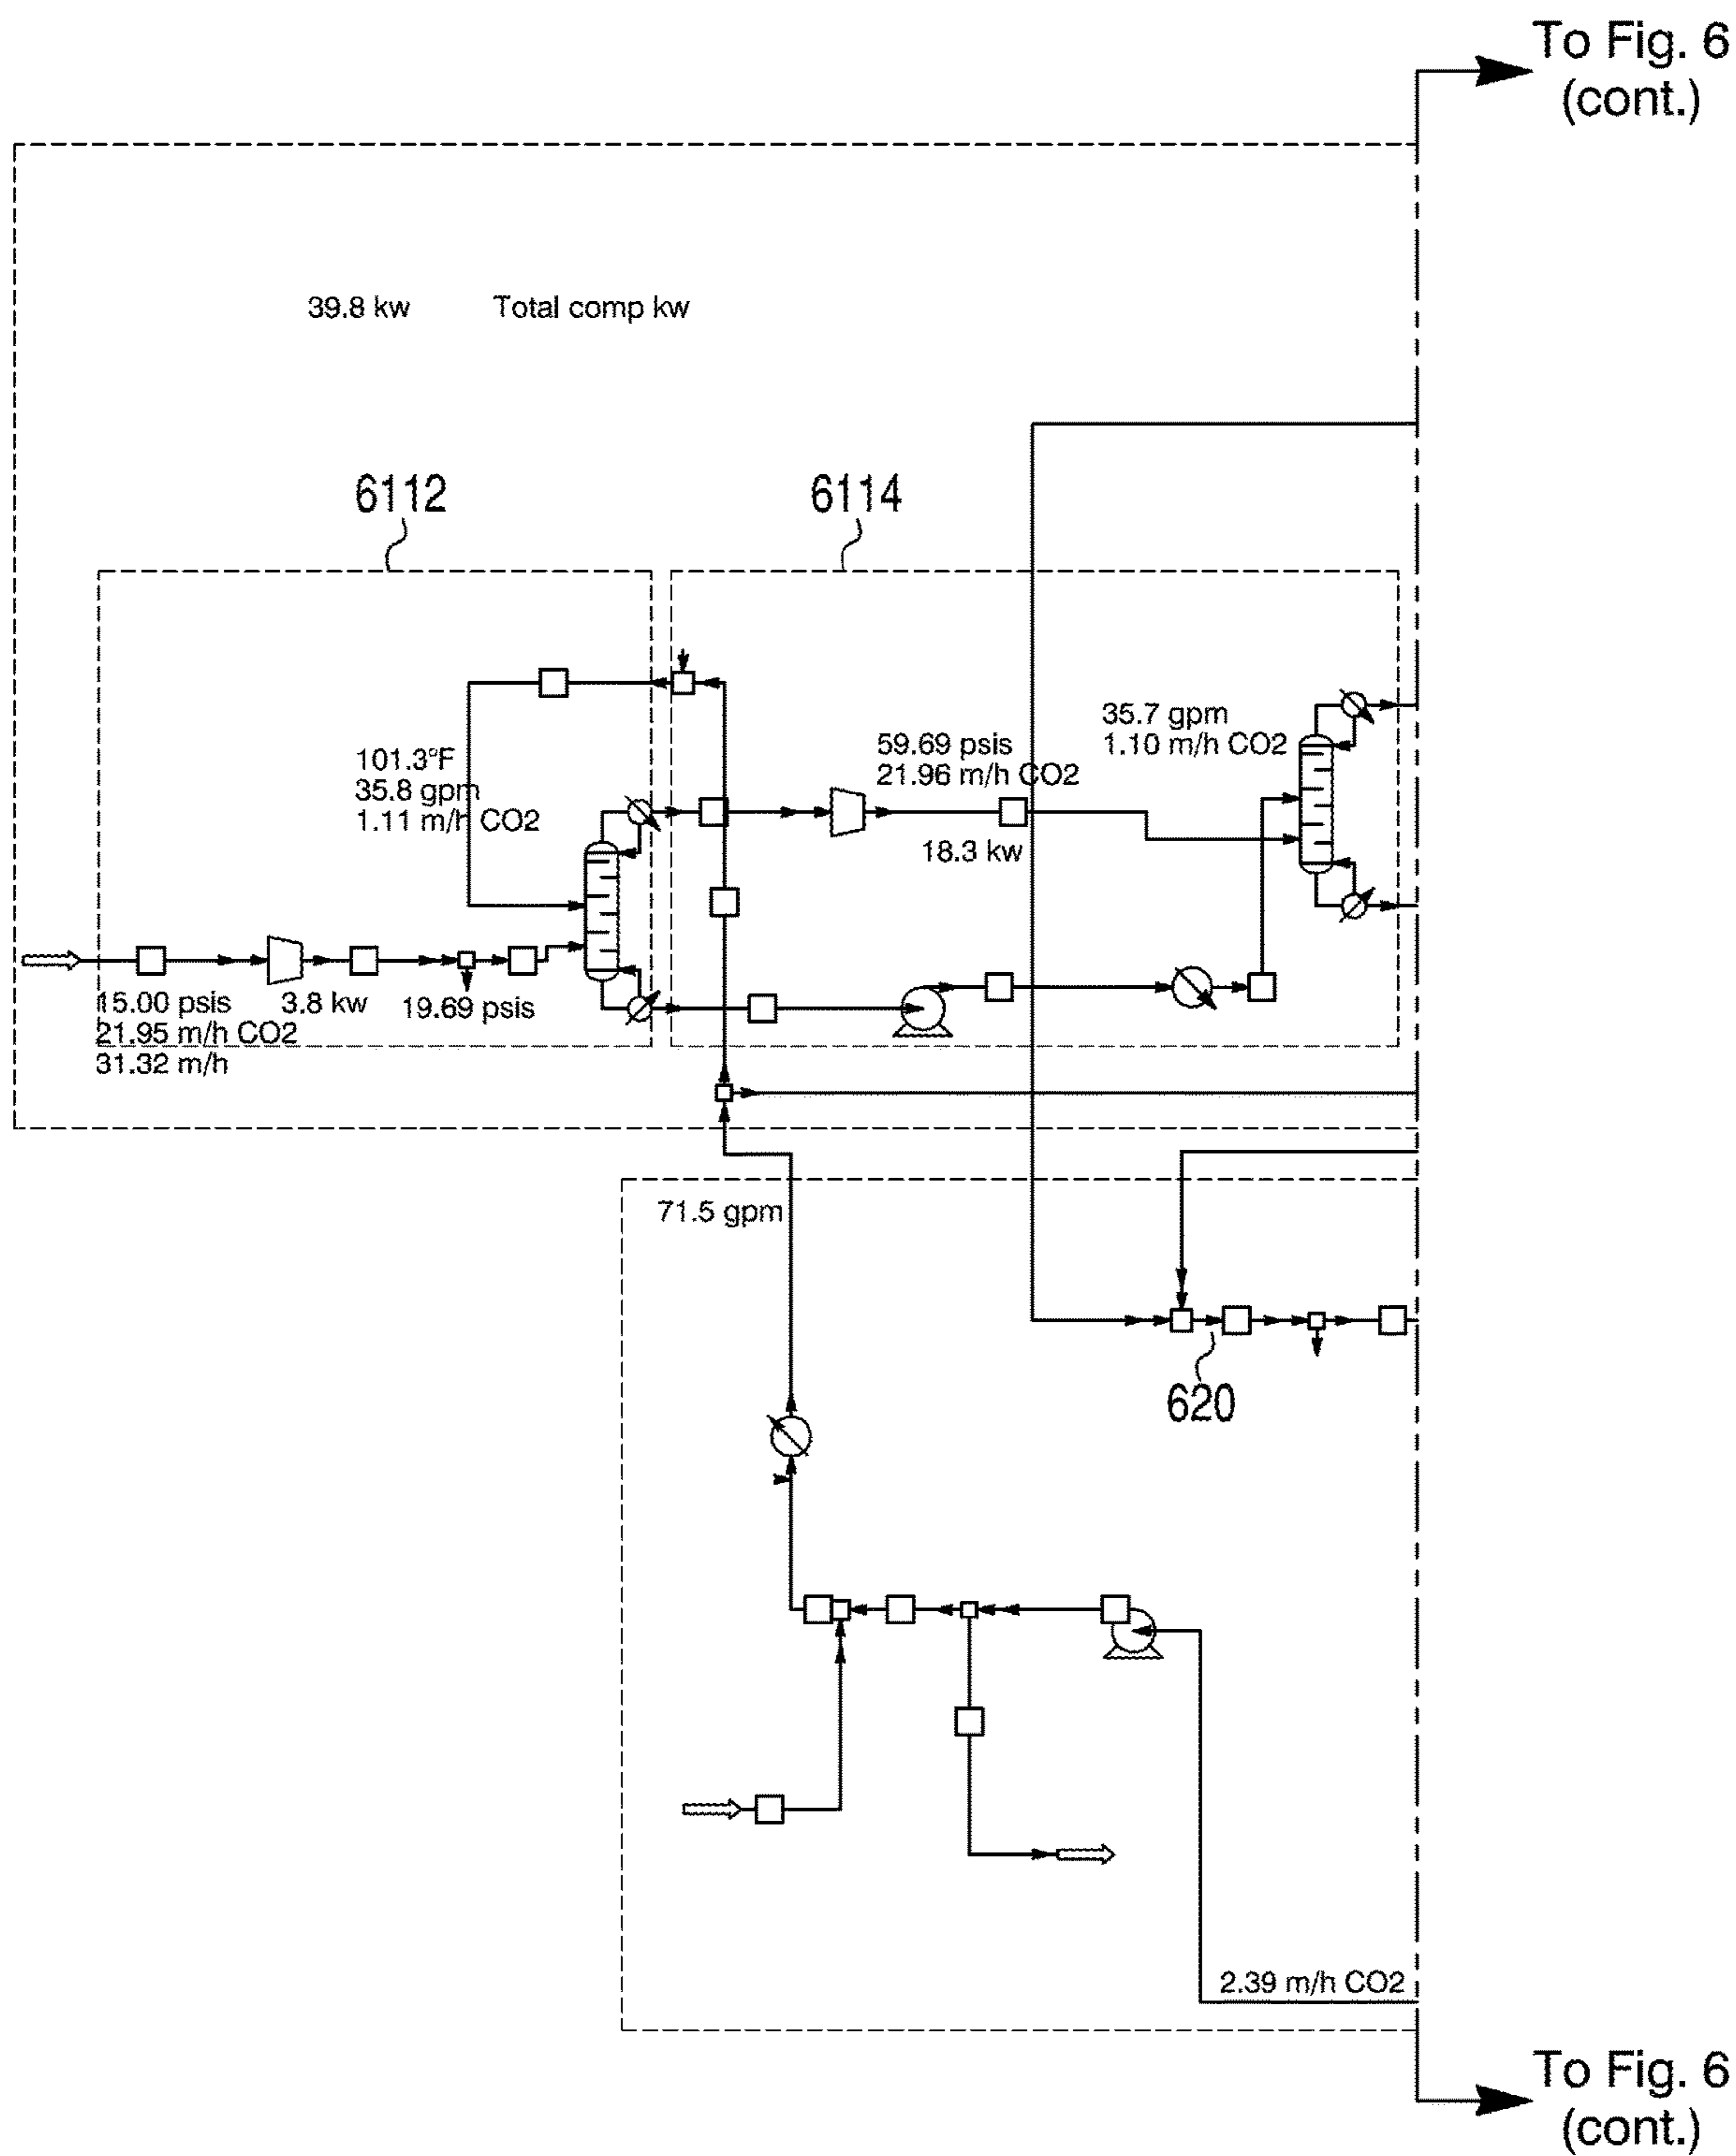 To Fig. 6
(cont.)
39.8 kw Total comp kw
6112
6114
101.3°F
35.8 gpm
1.11 m/h CO2
59.69 psis
21.96 m/h CO2
18.3 kw
35.7 gpm
1.10 m/h CO2
15.00 psis
21.95 m/h CO2
31.32 m/h
3.8 kw
19.69 psis
71.5 gpm
620
2.39 m/h CO2
To Fig. 6
(cont.)